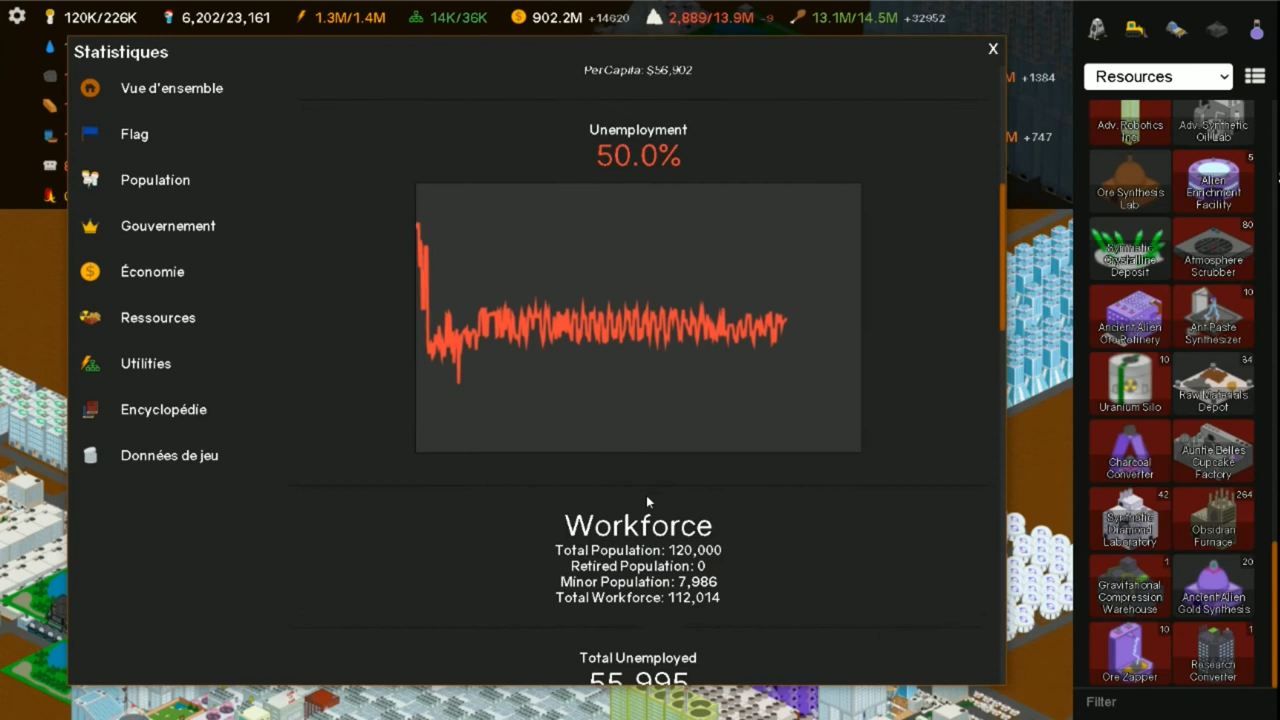 120K/226K 6,202/23,161 1.3M/1.4M 14K/36K 902.2M +14620 2,889/13.9M -9 13.1M/14.5M +32952
Statistiques X
Vue d'ensemble
Flag
Population
Gouvernement
Économie
Ressources
Utilities
Encyclopédie
Données de jeu
Per Capita: $56,902
Unemployment
50.0%
Workforce
Total Population: 120,000
Retired Population: 0
Minor Population: 7,986
Total Workforce: 112,014
Total Unemployed
55,995
+1384
+747
Resources
Adv. Robotics Inc.
Adv. Synthetic Oil Lab
Ore Synthesis Lab
5
Alien Enrichment Facility
Synthetic Crystalline Deposit
80
Atmosphere Scrubber
Ancient Alien Ore Refinery
10
Ant Paste Synthesizer
10
Uranium Silo
34
Raw Materials Depot
Charcoal Converter
Auntie Belles Cupcake Factory
42
Synthetic Diamond Laboratory
264
Obsidian Furnace
1
Gravitational Compression Warehouse
20
Ancient Alien Gold Synthesis
10
Ore Zapper
1
Research Converter
Filter